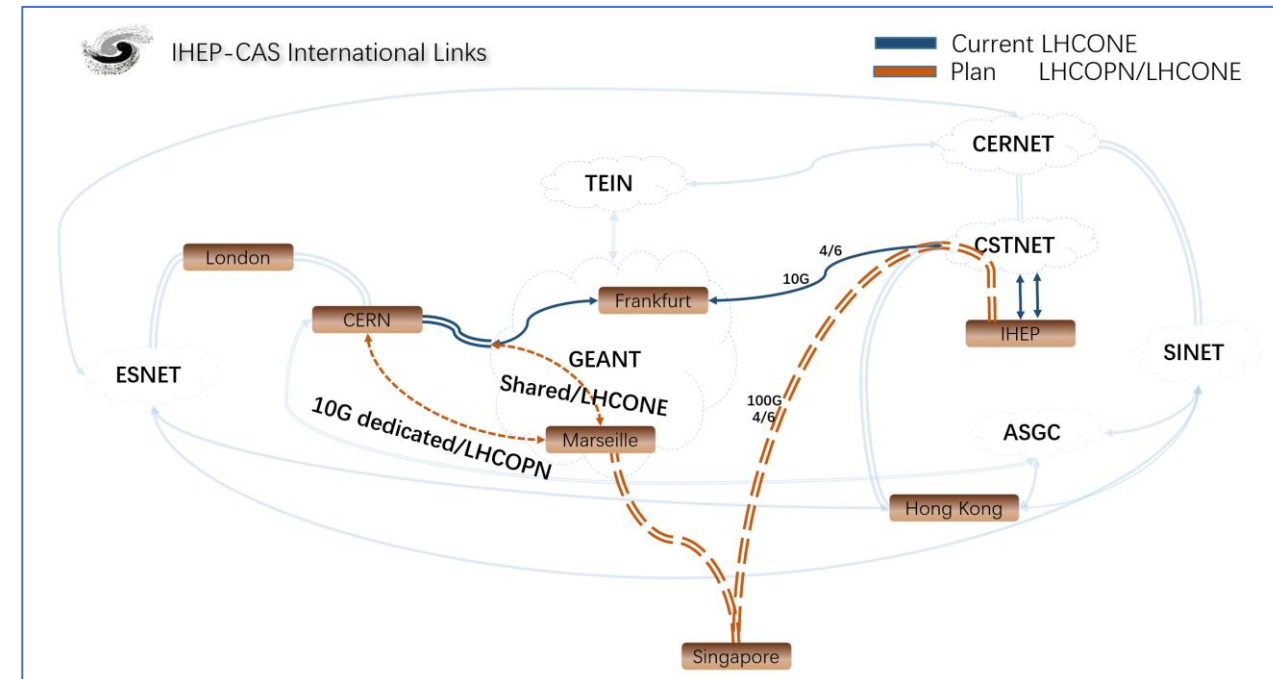 IHEP-CAS International Links
Current LHCONE
Plan LHCOPN/LHCONE
CERNET
TEIN
CSTNET
London
4/6
10G
Frankfurt
CERN
IHEP
GEANT
SINET
ESNET
Shared/LHCONE
100G
4/6
10G dedicated/LHCOPN
Marseille
ASGC
Hong Kong
Singapore